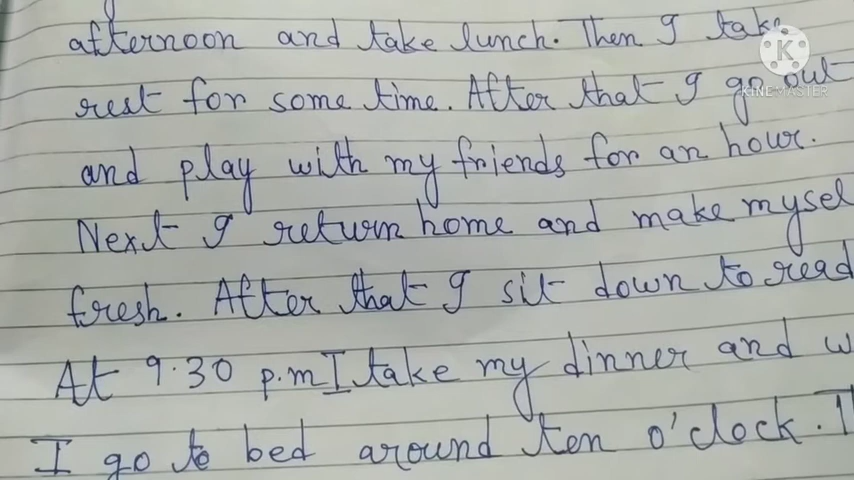 afternoon and take lunch. Then I take
rest for some time. After that I go out
KINEMASTER
and play with my friends for an hour.
Next I return home and make mysel
fresh. After that I sit down to read
At 9.30 p.m I take my dinner and w
I go to bed around ten o'clock. T